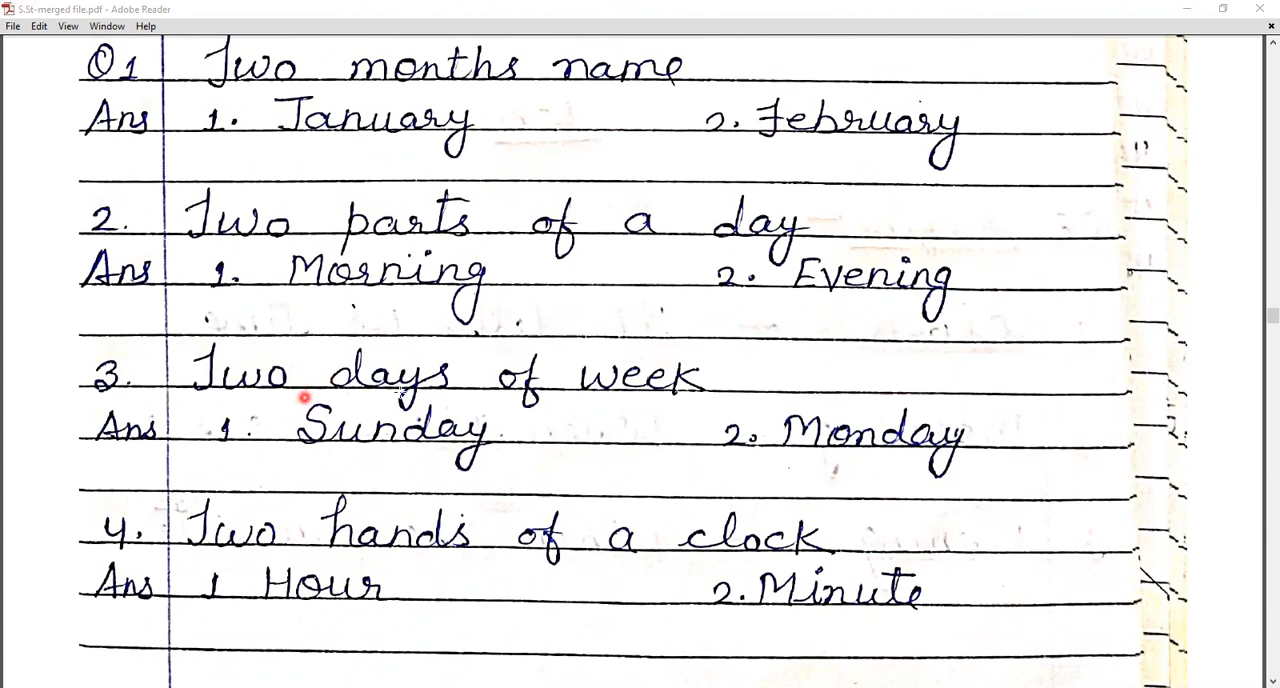 S.St-merged file.pdf - Adobe Reader
File Edit View Window Help
Q1 Two months name
Ans 1. January 2. February
2. Two parts of a day
Ans 1. Morning 2. Evening
3. Two days of week
Ans 1. Sunday 2. Monday
4. Two hands of a clock
Ans 1 Hour 2. Minute